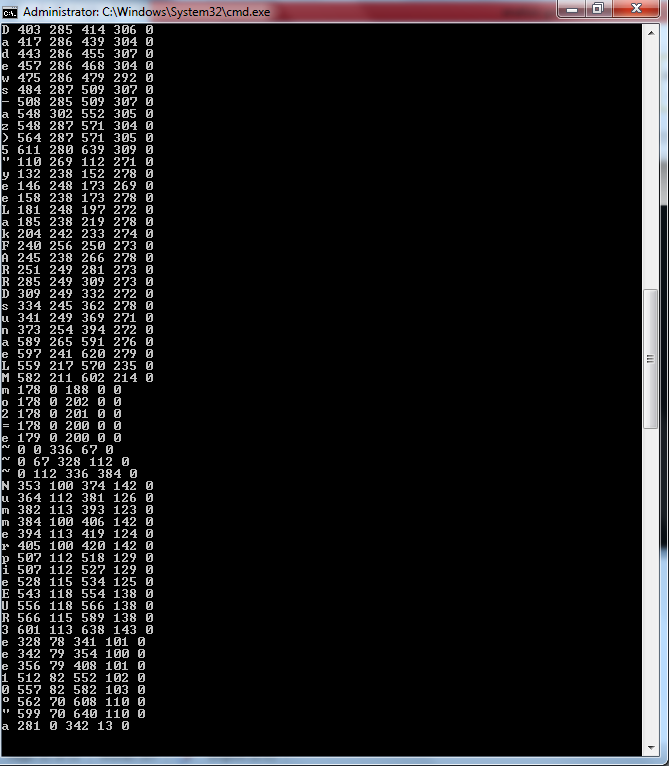 Administrator: C:\Windows\System32\cmd.exe
D 403 285 414 306 0
a 417 286 439 304 0
d 443 286 455 307 0
e 457 286 468 304 0
w 475 286 479 292 0
s 484 287 509 307 0
- 508 285 509 307 0
a 548 302 552 305 0
z 548 287 571 304 0
) 564 287 571 305 0
5 611 280 639 309 0
" 110 269 112 271 0
y 132 238 152 278 0
e 146 248 173 269 0
e 158 238 173 278 0
L 181 248 197 272 0
a 185 238 219 278 0
k 204 242 233 274 0
F 240 256 250 273 0
A 245 238 266 278 0
R 251 249 281 273 0
R 285 249 309 273 0
D 309 249 332 272 0
s 334 245 362 278 0
u 341 249 369 271 0
n 373 254 394 272 0
a 589 265 591 276 0
e 597 241 620 279 0
L 559 217 570 235 0
M 582 211 602 214 0
m 178 0 188 0 0
o 178 0 202 0 0
2 178 0 201 0 0
= 178 0 200 0 0
e 179 0 200 0 0
~ 0 0 336 67 0
~ 0 67 328 112 0
~ 0 112 336 384 0
N 353 100 374 142 0
u 364 112 381 126 0
m 382 113 393 123 0
m 384 100 406 142 0
e 394 113 419 124 0
r 405 100 420 142 0
p 507 112 518 129 0
i 507 112 527 129 0
e 528 115 534 125 0
E 543 118 554 138 0
U 556 118 566 138 0
R 566 115 589 138 0
3 601 113 638 143 0
e 328 78 341 101 0
e 342 79 354 100 0
e 356 79 408 101 0
1 512 82 552 102 0
0 557 82 582 103 0
º 562 70 608 110 0
" 599 70 640 110 0
a 281 0 342 13 0